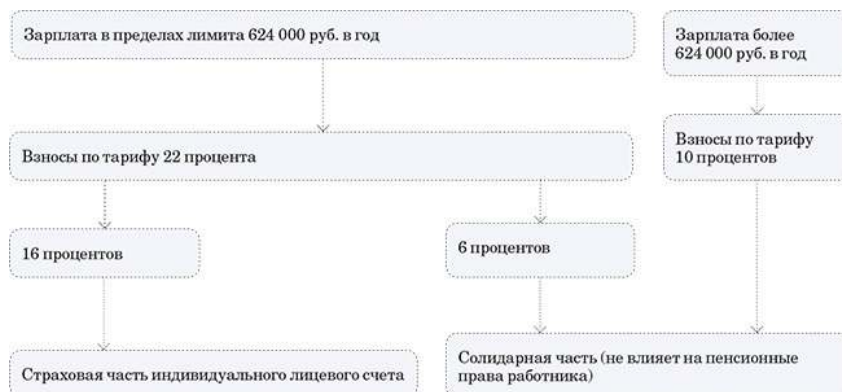 Зарплата в пределах лимита 624 000 руб. в год
Зарплата более
624 000 руб. в год
Взносы по тарифу 22 процента
Взносы по тарифу
10 процентов
16 процентов
6 процентов
Страховая часть индивидуального лицевого счета
Солидарная часть (не влияет на пенсионные
права работника)